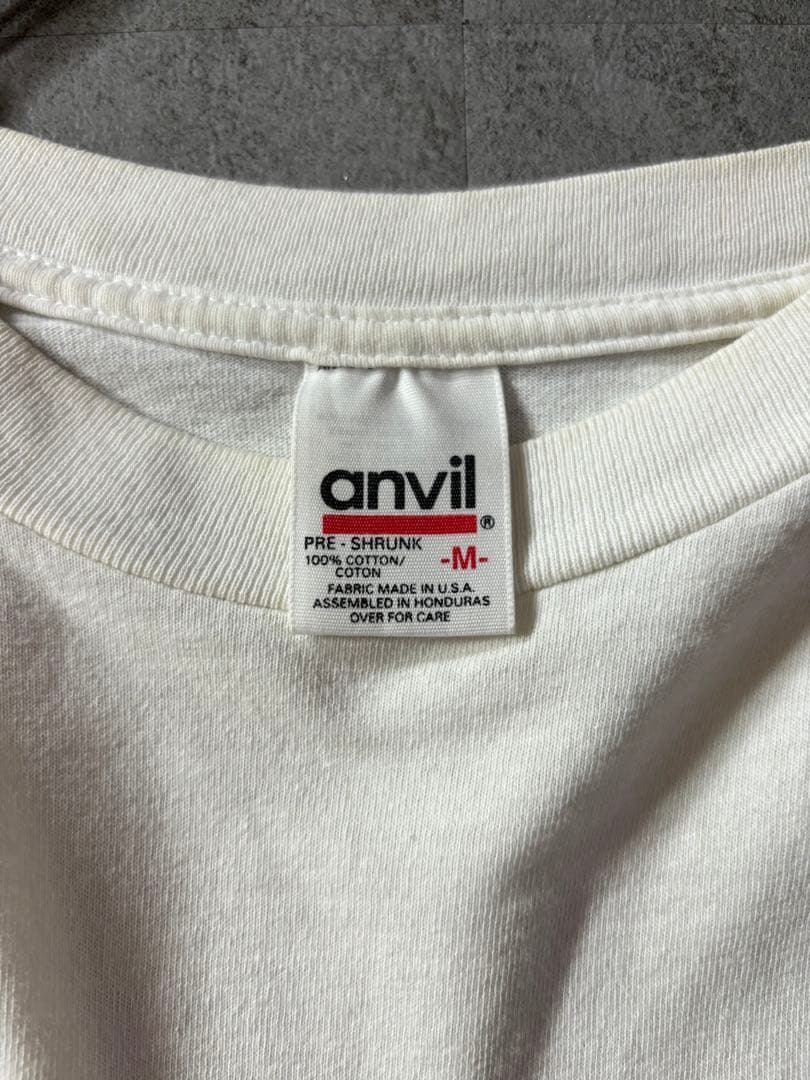 anvil®
PRE - SHRUNK
100% COTTON/
COTON
-M-
FABRIC MADE IN U.S.A.
ASSEMBLED IN HONDURAS
OVER FOR CARE